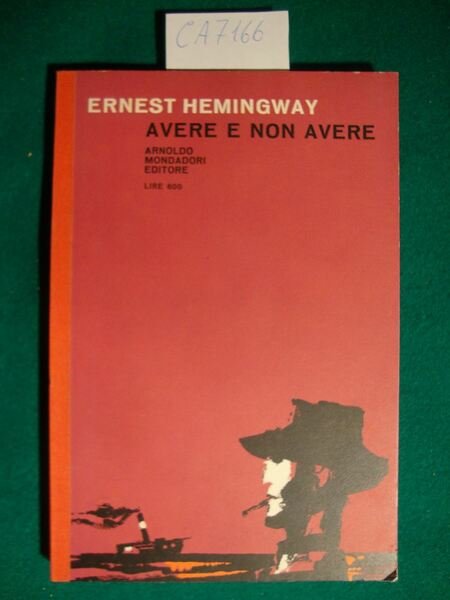 CA7166
ERNEST HEMINGWAY
AVERE E NON AVERE
ARNOLDO
MONDADORI
EDITORE
LIRE 600